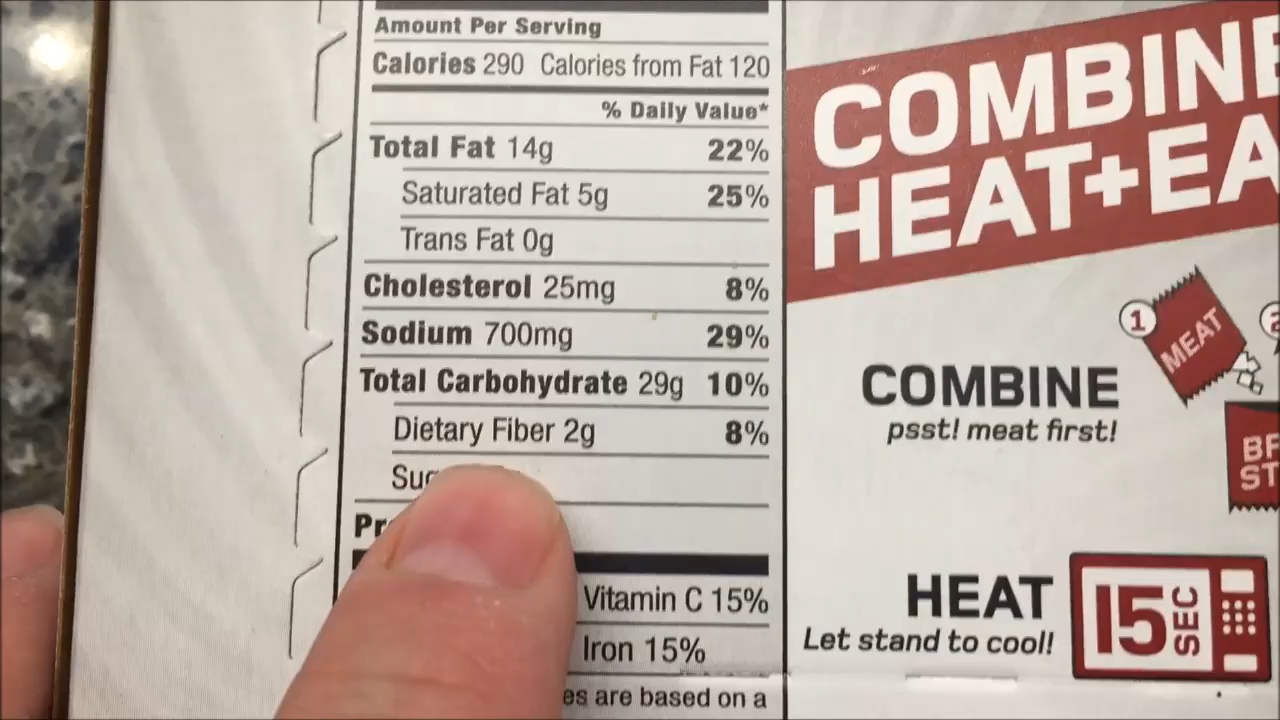 Amount Per Serving
Calories 290 Calories from Fat 120
% Daily Value*
Total Fat 14g 22%
Saturated Fat 5g 25%
Trans Fat 0g
Cholesterol 25mg 8%
Sodium 700mg 29%
Total Carbohydrate 29g 10%
Dietary Fiber 2g 8%
Vitamin C 15%
Iron 15%
are based on a
COMBINE
HEAT+EA
1
MEAT
COMBINE
psst! meat first!
HEAT
Let stand to cool!
15 SEC